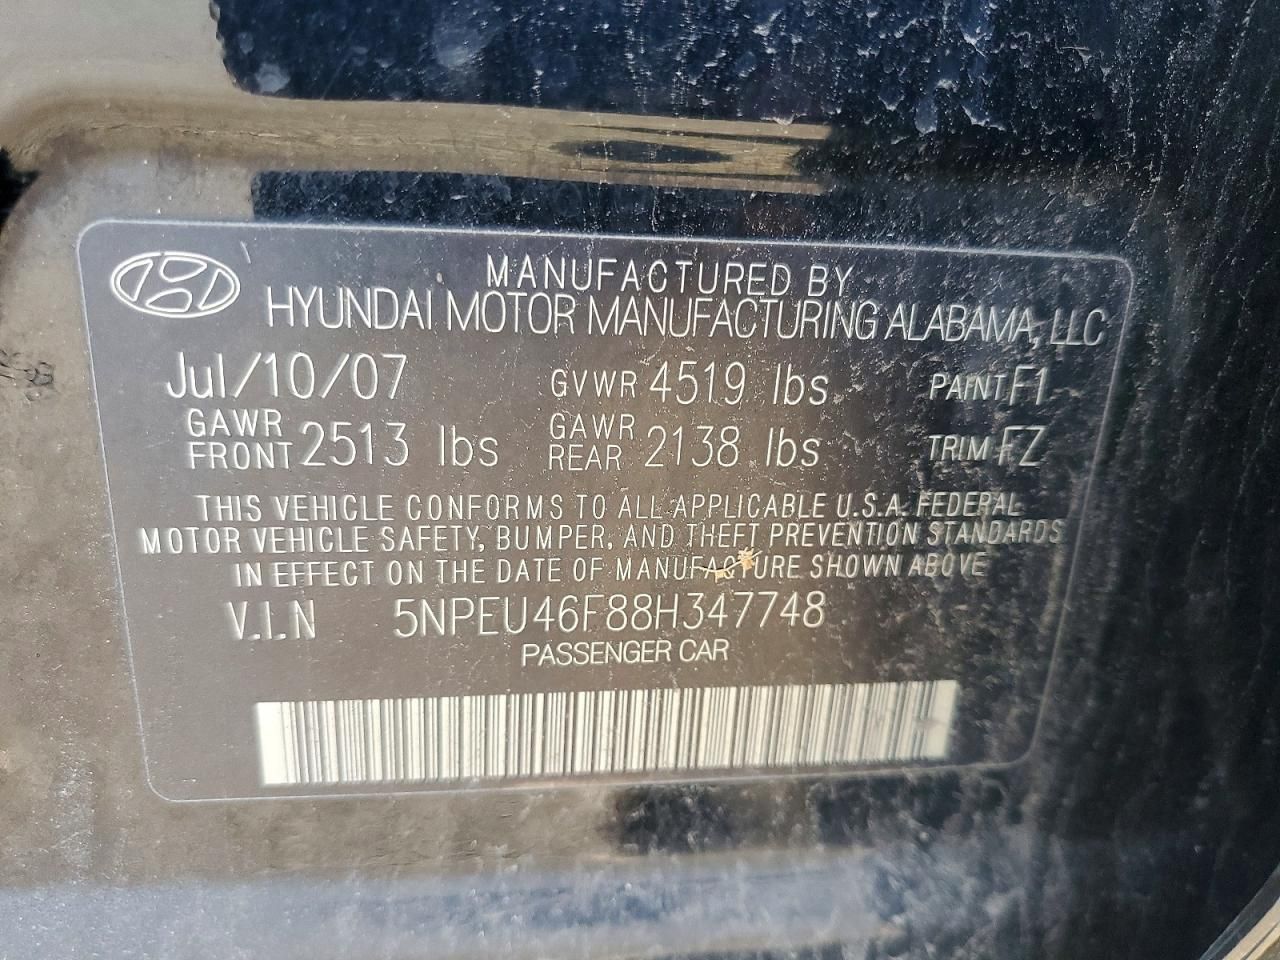 MANUFACTURED BY
HYUNDAI MOTOR MANUFACTURING ALABAMA, LLC
Jul/10/07 GVWR 4519 lbs PAINT F1
GAWR FRONT 2513 lbs GAWR REAR 2138 lbs TRIM FZ
THIS VEHICLE CONFORMS TO ALL APPLICABLE U.S.A. FEDERAL
MOTOR VEHICLE SAFETY, BUMPER, AND THEFT PREVENTION STANDARDS
IN EFFECT ON THE DATE OF MANUFACTURE SHOWN ABOVE
V.I.N 5NPEU46F88H347748
PASSENGER CAR